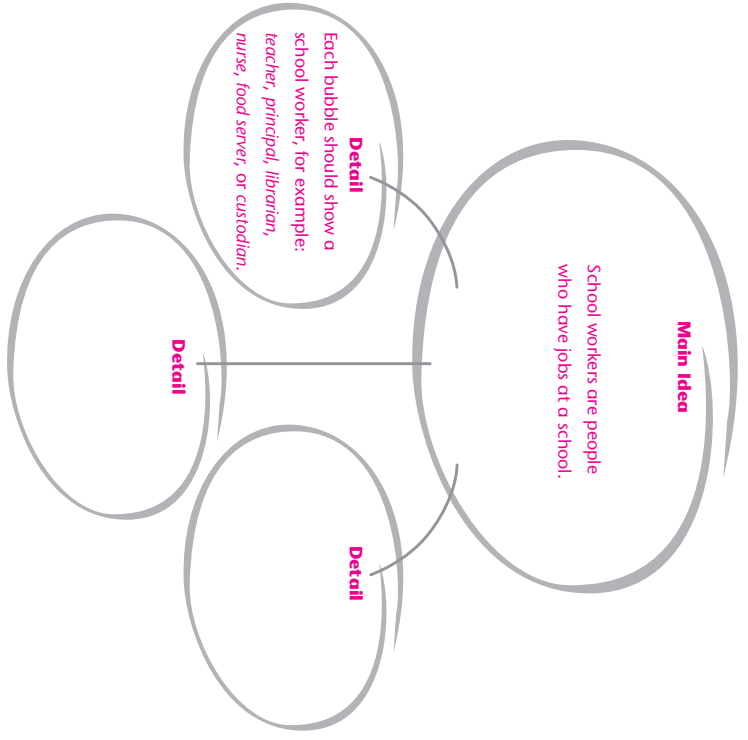 Main Idea
School workers are people
who have jobs at a school.
Detail
Each bubble should show a
school worker, for example:
teacher, principal, librarian,
nurse, food server, or custodian.
Detail
Detail